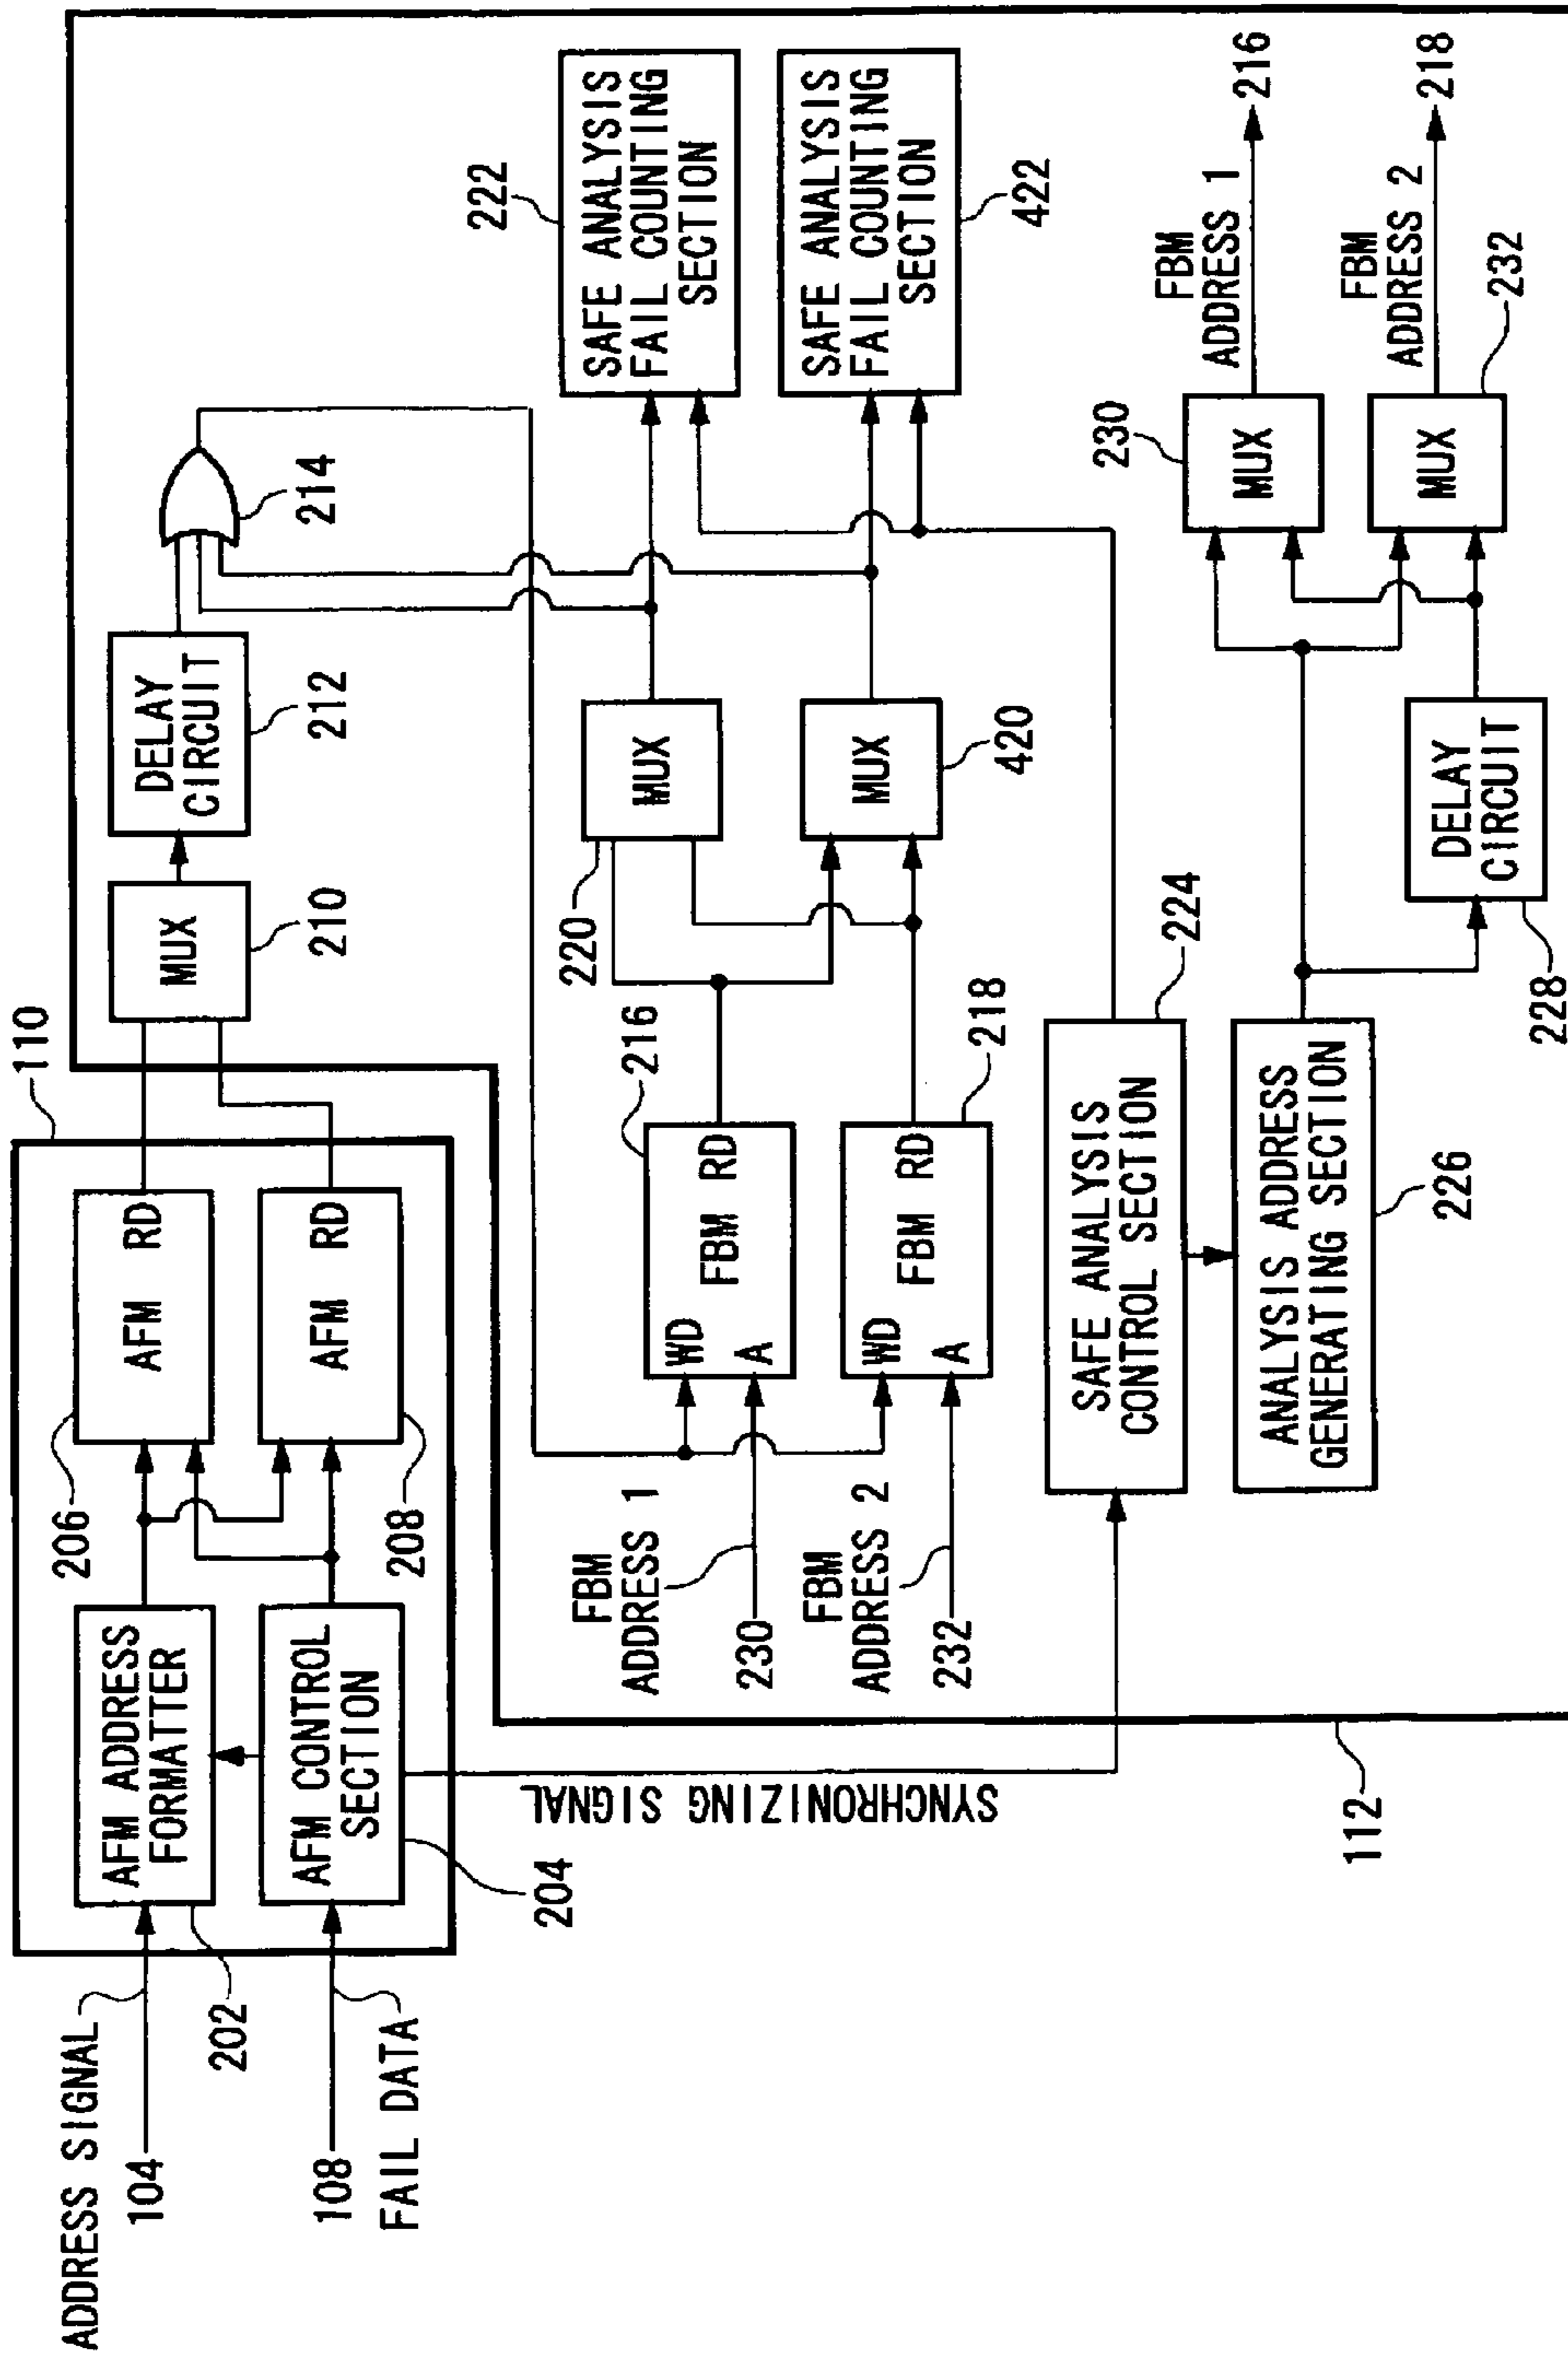 ADDRESS SIGNAL
104
202
108
FAIL DATA
110
AFM ADDRESS
FORMATTER
AFM CONTROL
SECTION
204
206
AFM RD
AFM RD
208
MUX
210
DELAY
CIRCUIT
212
214
SYNCHRONIZING SIGNAL
112
FBM
ADDRESS 1
230
FBM
ADDRESS 2
232
216
WD
FBM RD
A
WD
FBM RD
A
218
220
MUX
MUX
420
222
SAFE ANALYSIS
FAIL COUNTING
SECTION
SAFE ANALYSIS
FAIL COUNTING
SECTION
422
SAFE ANALYSIS
CONTROL SECTION
224
ANALYSIS ADDRESS
GENERATING SECTION
226
DELAY
CIRCUIT
228
230
MUX
FBM
ADDRESS 1
216
MUX
232
FBM
ADDRESS 2
218